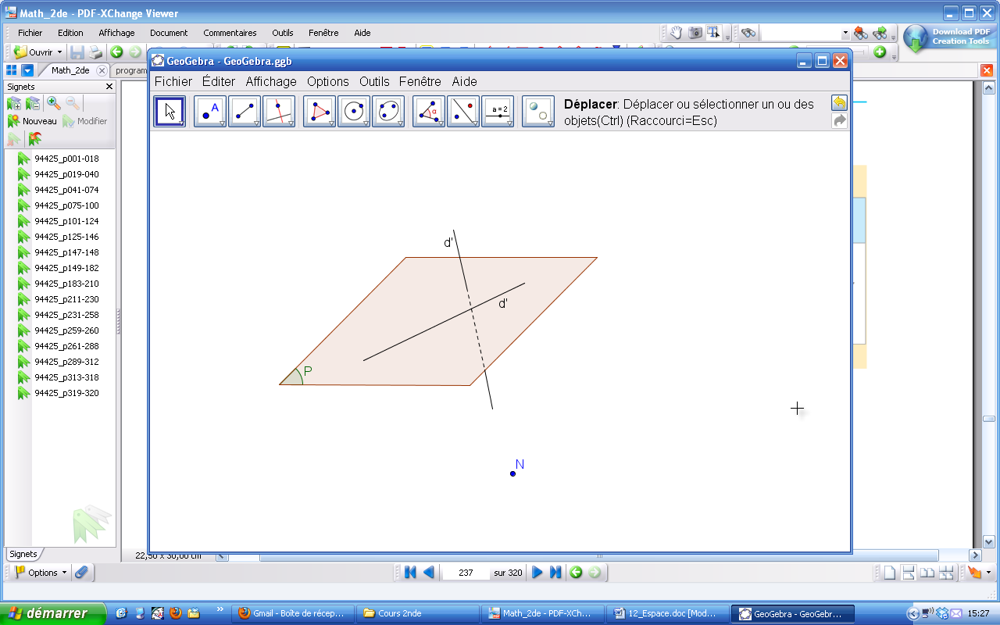 Math_2de - PDF-XChange Viewer
Fichier Edition Affichage Document Commentaires Outils Fenêtre Aide
Download PDF
Creation Tools
Ouvrir
Math_2de
program
Signets
Nouveau Modifier
94425_p001-018
94425_p019-040
94425_p041-074
94425_p075-100
94425_p101-124
94425_p125-146
94425_p147-148
94425_p149-182
94425_p183-210
94425_p211-230
94425_p231-258
94425_p259-260
94425_p261-288
94425_p289-312
94425_p313-318
94425_p319-320
Signets
GeoGebra - GeoGebra.ggb
Fichier Éditer Affichage Options Outils Fenêtre Aide
A
α
a = 2
Déplacer: Déplacer ou sélectionner un ou des
objets(Ctrl) (Raccourci=Esc)
d'
d'
P
N
22,50 x 30,00 cm
Options
237 sur 320
démarrer
»
Gmail - Boîte de récep...
Cours 2nde
Math_2de - PDF-XCh...
12_Espace.doc [Mod...
GeoGebra - GeoGebr...
15:27